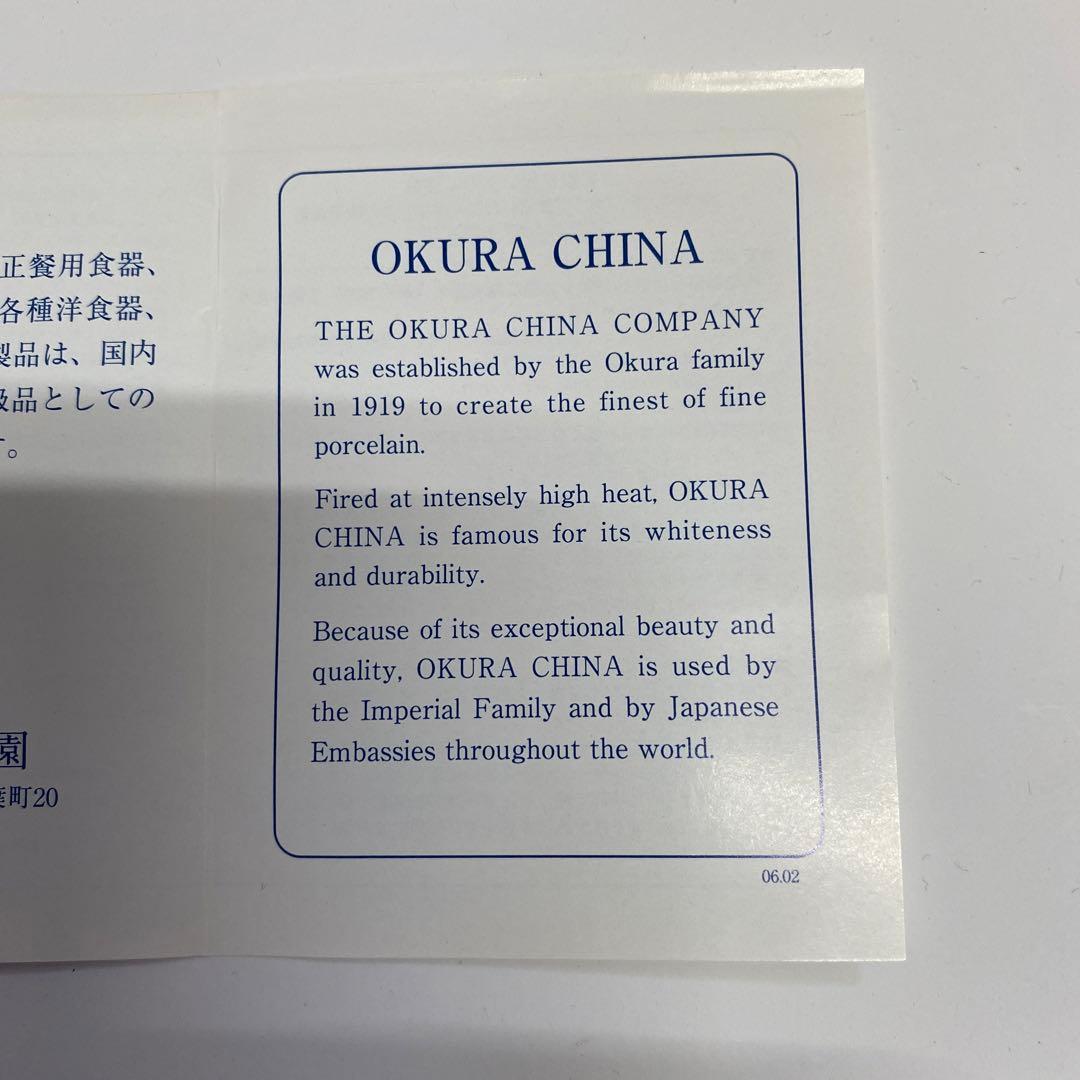 正餐用食器、
各種洋食器、
製品は、国内
級品としての
す。
園
葉町20
OKURA CHINA
THE OKURA CHINA COMPANY
was established by the Okura family
in 1919 to create the finest of fine
porcelain.
Fired at intensely high heat, OKURA
CHINA is famous for its whiteness
and durability.
Because of its exceptional beauty and
quality, OKURA CHINA is used by
the Imperial Family and by Japanese
Embassies throughout the world.
06.02